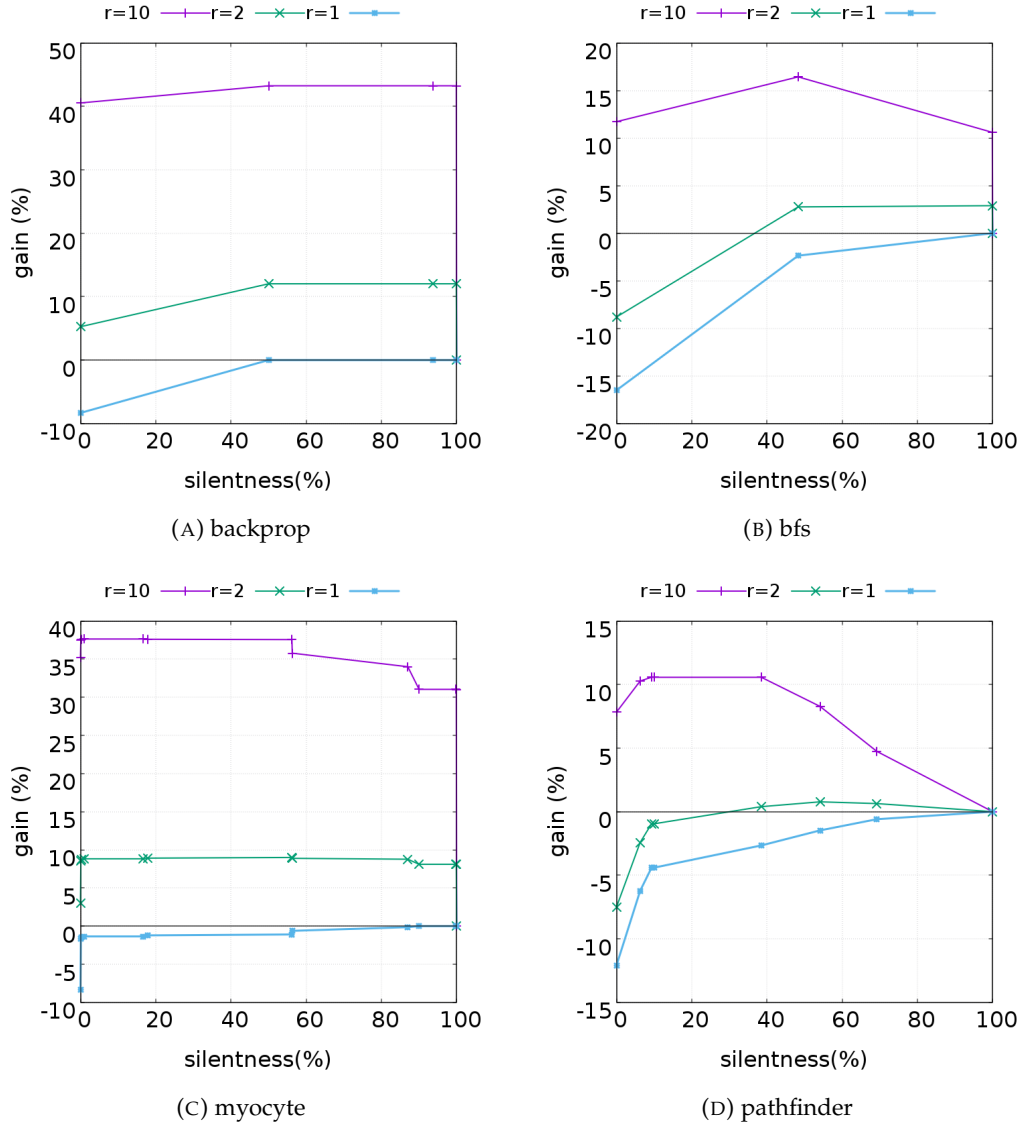 r=10 r=2 r=1
50
40
30
20
10
0
-10
0 20 40 60 80 100
gain (%)
silentness(%)
(A) backprop
r=10 r=2 r=1
20
15
10
5
0
-5
-10
-15
-20
0 20 40 60 80 100
gain (%)
silentness(%)
(B) bfs
r=10 r=2 r=1
40
35
30
25
20
15
10
5
0
-5
-10
0 20 40 60 80 100
gain (%)
silentness(%)
(C) myocyte
r=10 r=2 r=1
15
10
5
0
-5
-10
-15
0 20 40 60 80 100
gain (%)
silentness(%)
(D) pathfinder